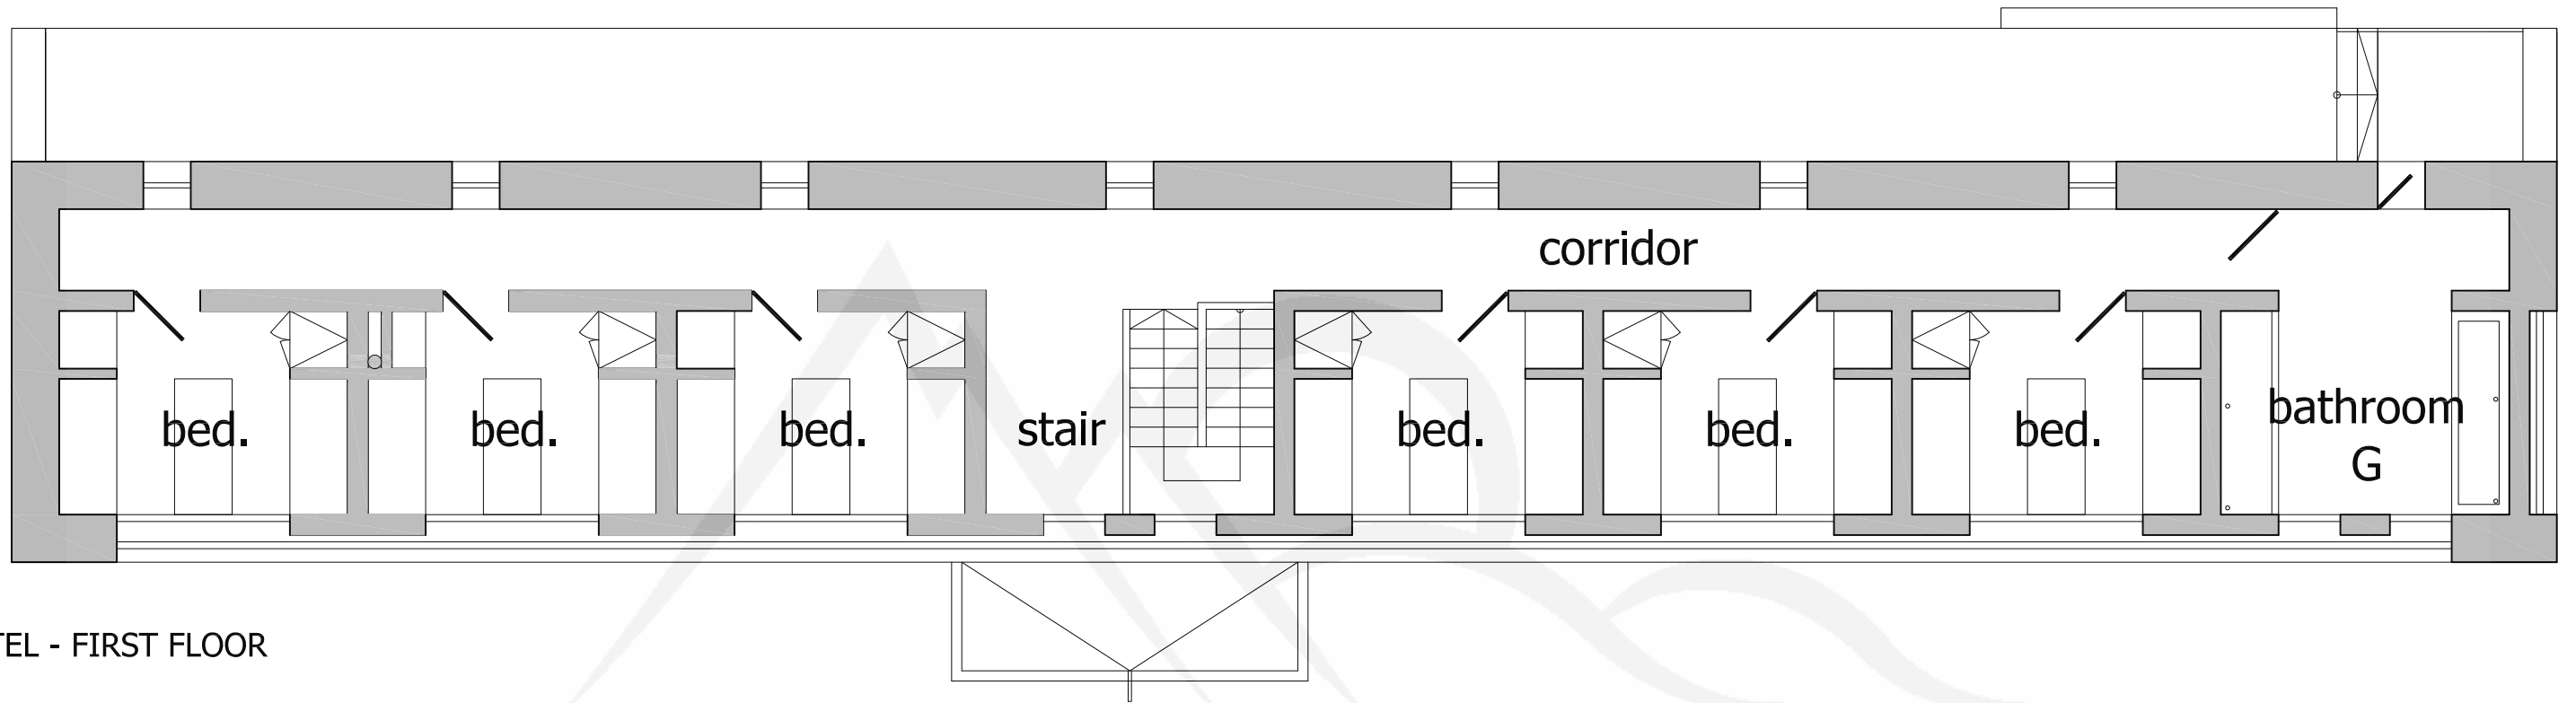 corridor
bed.
bed.
bed.
stair
bed.
bed.
bed.
bathroom
G
TEL - FIRST FLOOR